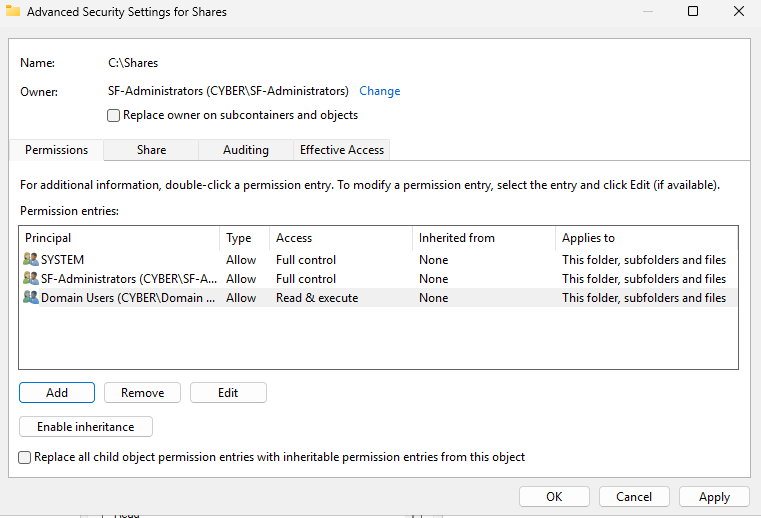 Advanced Security Settings for Shares
Name: C:\Shares
Owner: SF-Administrators (CYBER\SF-Administrators) Change
Replace owner on subcontainers and objects
Permissions Share Auditing Effective Access
For additional information, double-click a permission entry. To modify a permission entry, select the entry and click Edit (if available).
Permission entries:
Principal Type Access Inherited from Applies to
SYSTEM Allow Full control None This folder, subfolders and files
SF-Administrators (CYBER\SF-A... Allow Full control None This folder, subfolders and files
Domain Users (CYBER\Domain ... Allow Read & execute None This folder, subfolders and files
Add Remove Edit
Enable inheritance
Replace all child object permission entries with inheritable permission entries from this object
OK Cancel Apply